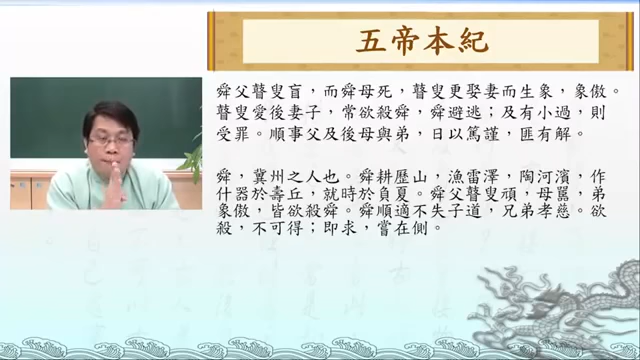 五帝本紀
舜父瞽叟盲，而舜母死，瞽叟更娶妻而生象，象傲。
瞽叟愛後妻子，常欲殺舜，舜避逃；及有小過，則
受罪。順事父及後母與弟，日以篤謹，匪有解。
舜，冀州之人也。舜耕歷山，漁雷澤，陶河濱，作
什器於壽丘，就時於負夏。舜父瞽叟頑，母嚚，弟
象傲，皆欲殺舜。舜順適不失子道，兄弟孝慈。欲
殺，不可得；即求，嘗在側。